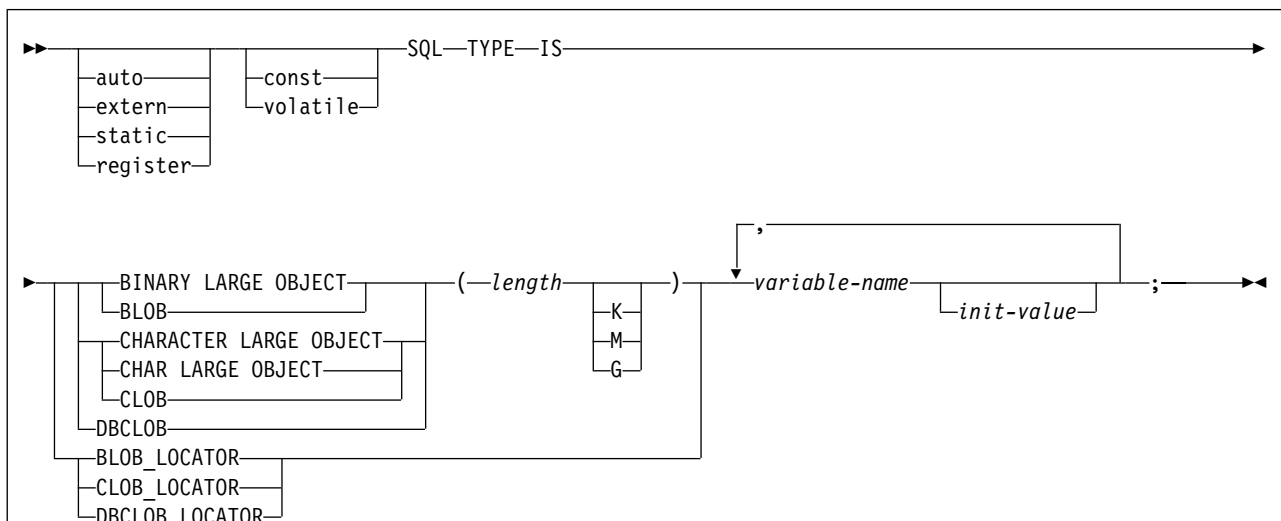 SQL TYPE IS
auto const
extern volatile
static
register
,
BINARY LARGE OBJECT ( length ) variable-name ;
BLOB K init-value
CHARACTER LARGE OBJECT M
CHAR LARGE OBJECT G
CLOB
DBCLOB
BLOB_LOCATOR
CLOB_LOCATOR
DBCLOB_LOCATOR